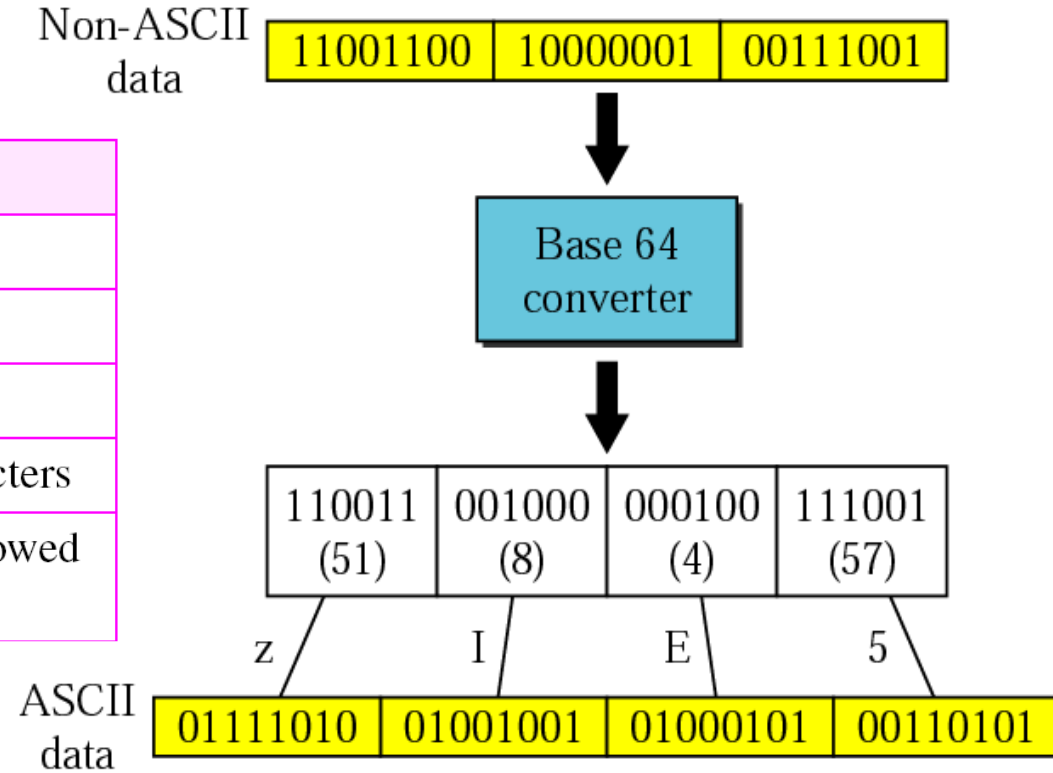 Non-ASCII
data
11001100 10000001 00111001
Base 64
converter
cters
owed
110011 001000 000100 111001
(51) (8) (4) (57)
z I E 5
ASCII
data
01111010 01001001 01000101 00110101